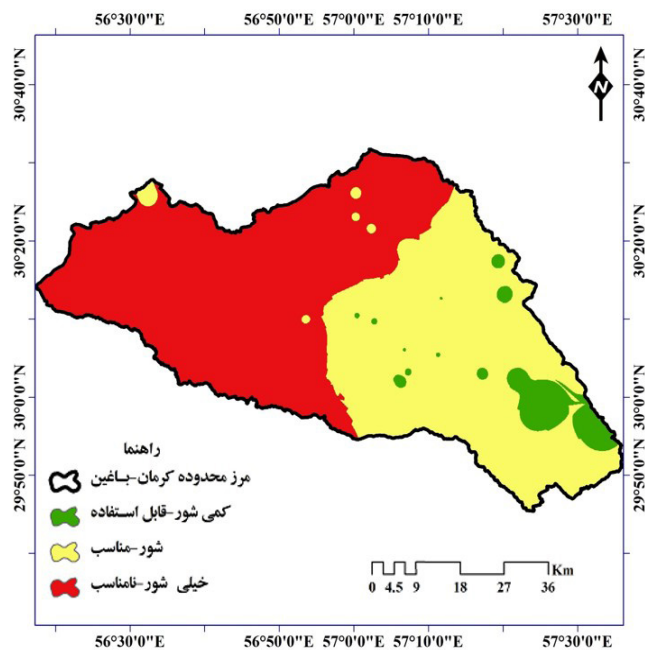 56°30'0"E 56°50'0"E 57°0'0"E 57°10'0"E 57°30'0"E
30°40'0"N 30°40'0"N
N
30°20'0"N 30°20'0"N
30°0'0"N 30°0'0"N
29°50'0"N 29°50'0"N
راهنما
مرز محدوده کرمان-باغین
کمی شور-قابل استفاده
شور-مناسب
خیلی شور-نامناسب
Km
0 4.5 9 18 27 36
56°30'0"E 56°50'0"E 57°0'0"E 57°10'0"E 57°30'0"E